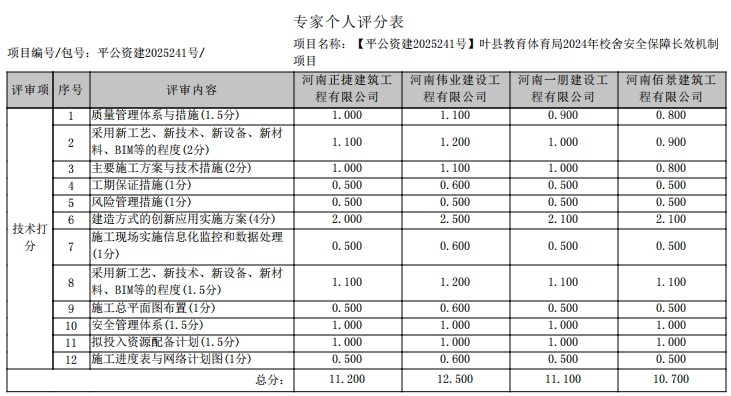 专家个人评分表
项目编号/包号: 平公资建2025241号/
项目名称: 【平公资建2025241号】叶县教育体育局2024年校舍安全保障长效机制
项目
评审项 序号 评审内容 河南正捷建筑工程有限公司 河南伟业建设工程有限公司 河南一朋建设工程有限公司 河南佰景建筑工程有限公司
技术打分
1 质量管理体系与措施(1.5分) 1.000 1.100 0.900 0.800
2 采用新工艺、新技术、新设备、新材
料、BIM等的程度(2分) 1.100 1.200 1.000 0.900
3 主要施工方案与技术措施(2分) 1.000 1.100 1.000 0.800
4 工期保证措施(1分) 0.500 0.600 0.500 0.500
5 风险管理措施(1分) 0.500 0.500 0.500 0.500
6 建造方式的创新应用实施方案(4分) 2.000 2.500 2.100 2.100
7 施工现场实施信息化监控和数据处理
(1分) 0.500 0.600 0.500 0.500
8 采用新工艺、新技术、新设备、新材
料、BIM等的程度(1.5分) 1.100 1.200 1.100 1.100
9 施工总平面图布置(1分) 0.500 0.600 0.500 0.500
10 安全管理体系(1.5分) 1.000 1.000 1.000 1.000
11 拟投入资源配备计划(1.5分) 1.000 1.000 1.000 1.000
12 施工进度表与网络计划图(1分) 0.500 0.600 0.500 0.500
总分: 11.200 12.500 11.100 10.700